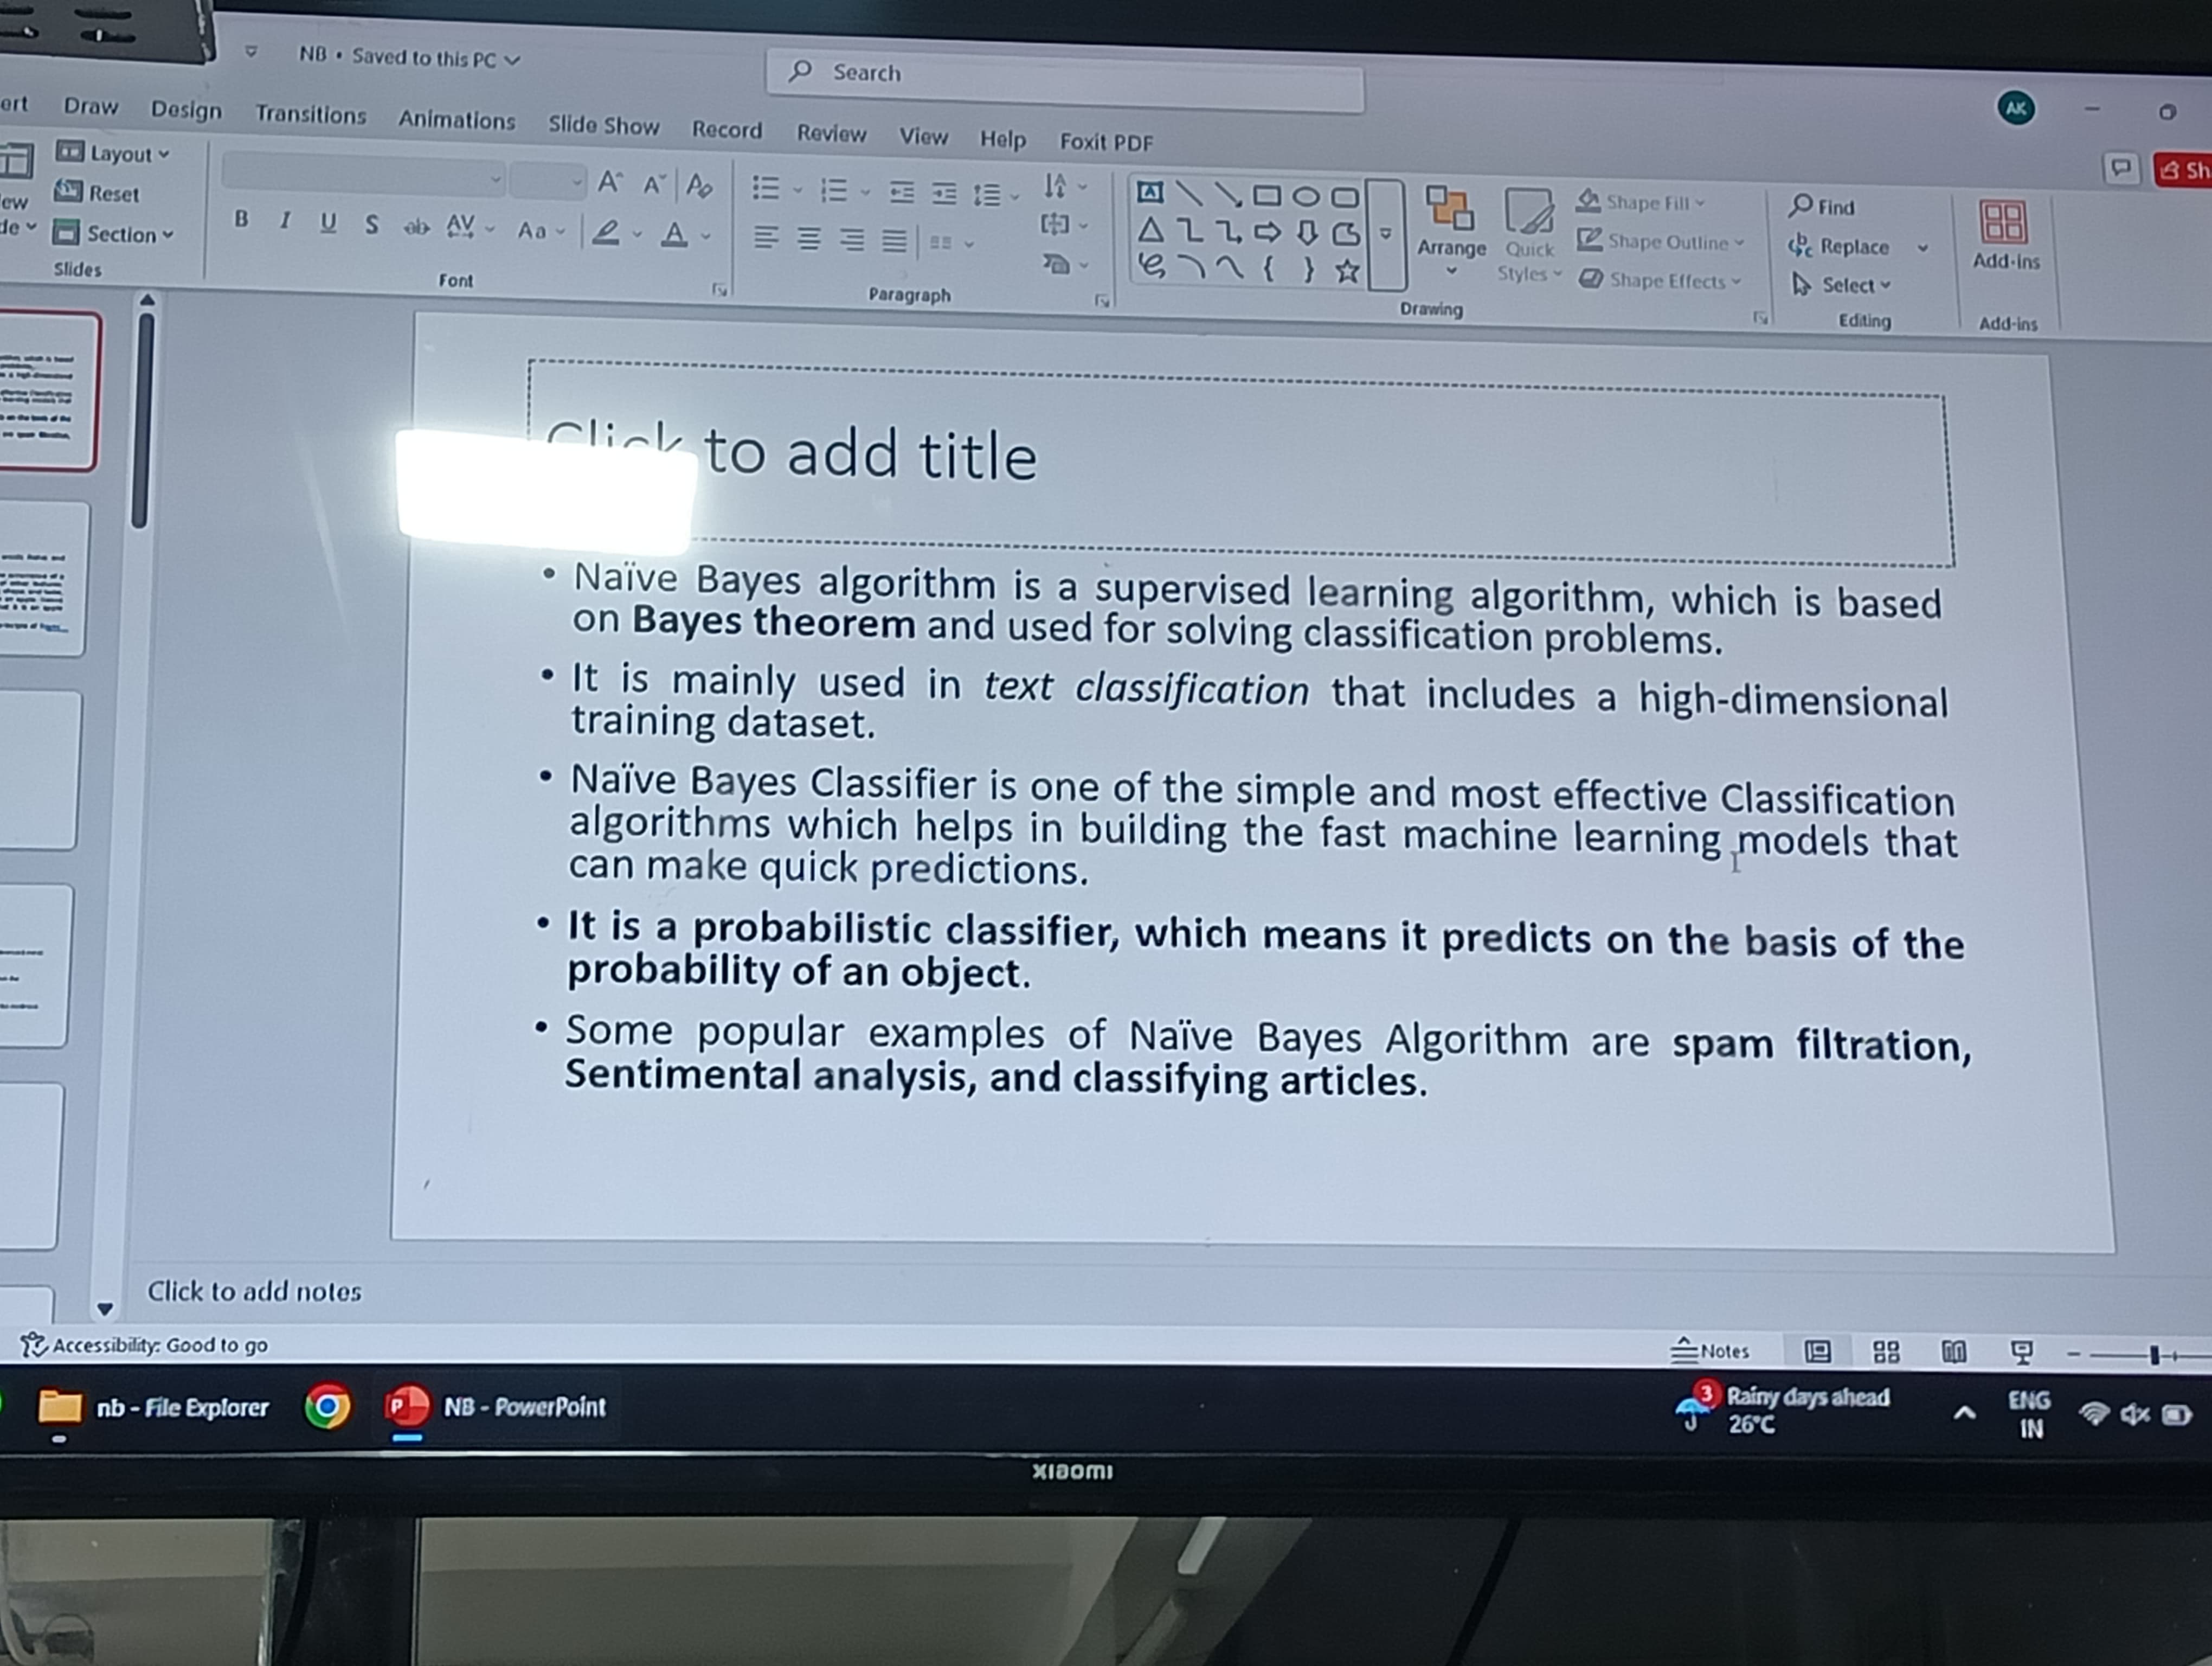 NB • Saved to this PC
Search
AK
Draw Design Transitions Animations Slide Show Record Review View Help Foxit PDF
Layout
Reset
Section
Slides
B I U S ab AV Aa A
Font
Paragraph
Arrange
Quick
Styles
Shape Fill
Shape Outline
Shape Effects
Drawing
Find
Replace
Select
Editing
Add-ins
Add-ins
Click to add title
• Naïve Bayes algorithm is a supervised learning algorithm, which is based
on Bayes theorem and used for solving classification problems.
• It is mainly used in text classification that includes a high-dimensional
training dataset.
• Naïve Bayes Classifier is one of the simple and most effective Classification
algorithms which helps in building the fast machine learning models that
can make quick predictions.
• It is a probabilistic classifier, which means it predicts on the basis of the
probability of an object.
• Some popular examples of Naïve Bayes Algorithm are spam filtration,
Sentimental analysis, and classifying articles.
Click to add notes
Accessibility: Good to go
Notes
nb - File Explorer
NB - PowerPoint
3
Rainy days ahead
26°C
ENG
IN
xiaomi